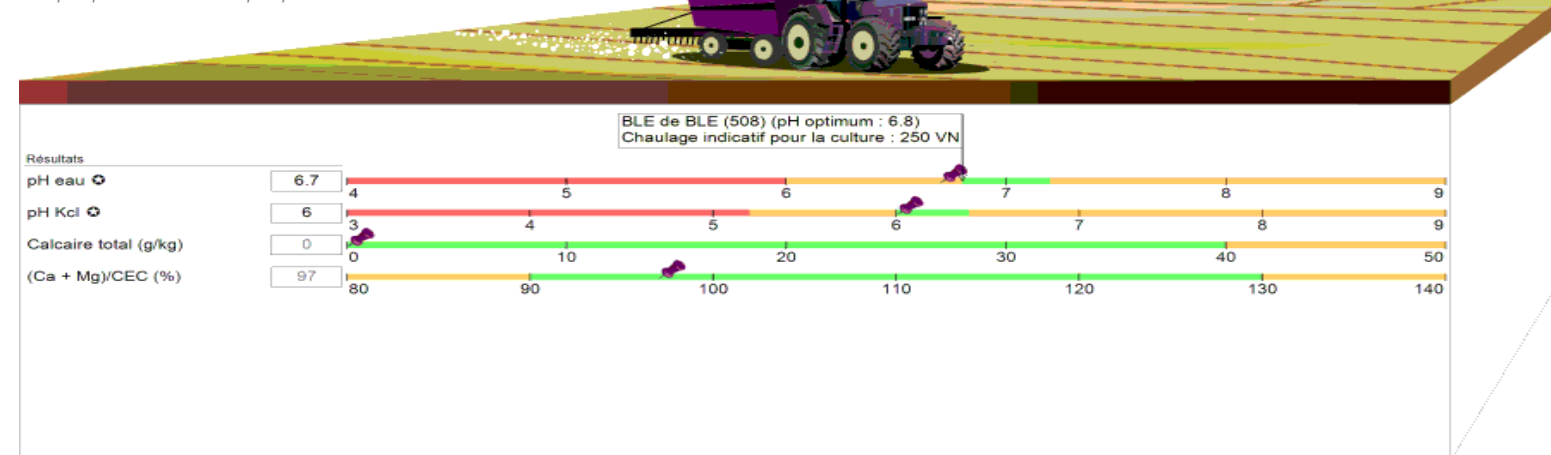 BLE de BLE (508) (pH optimum : 6.8)
Chaulage indicatif pour la culture : 250 VN
Résultats
pH eau ✪ 6.7
4 5 6 7 8 9
pH Kcl ✪ 6
3 4 5 6 7 8 9
Calcaire total (g/kg) 0
0 10 20 30 40 50
(Ca + Mg)/CEC (%) 97
80 90 100 110 120 130 140